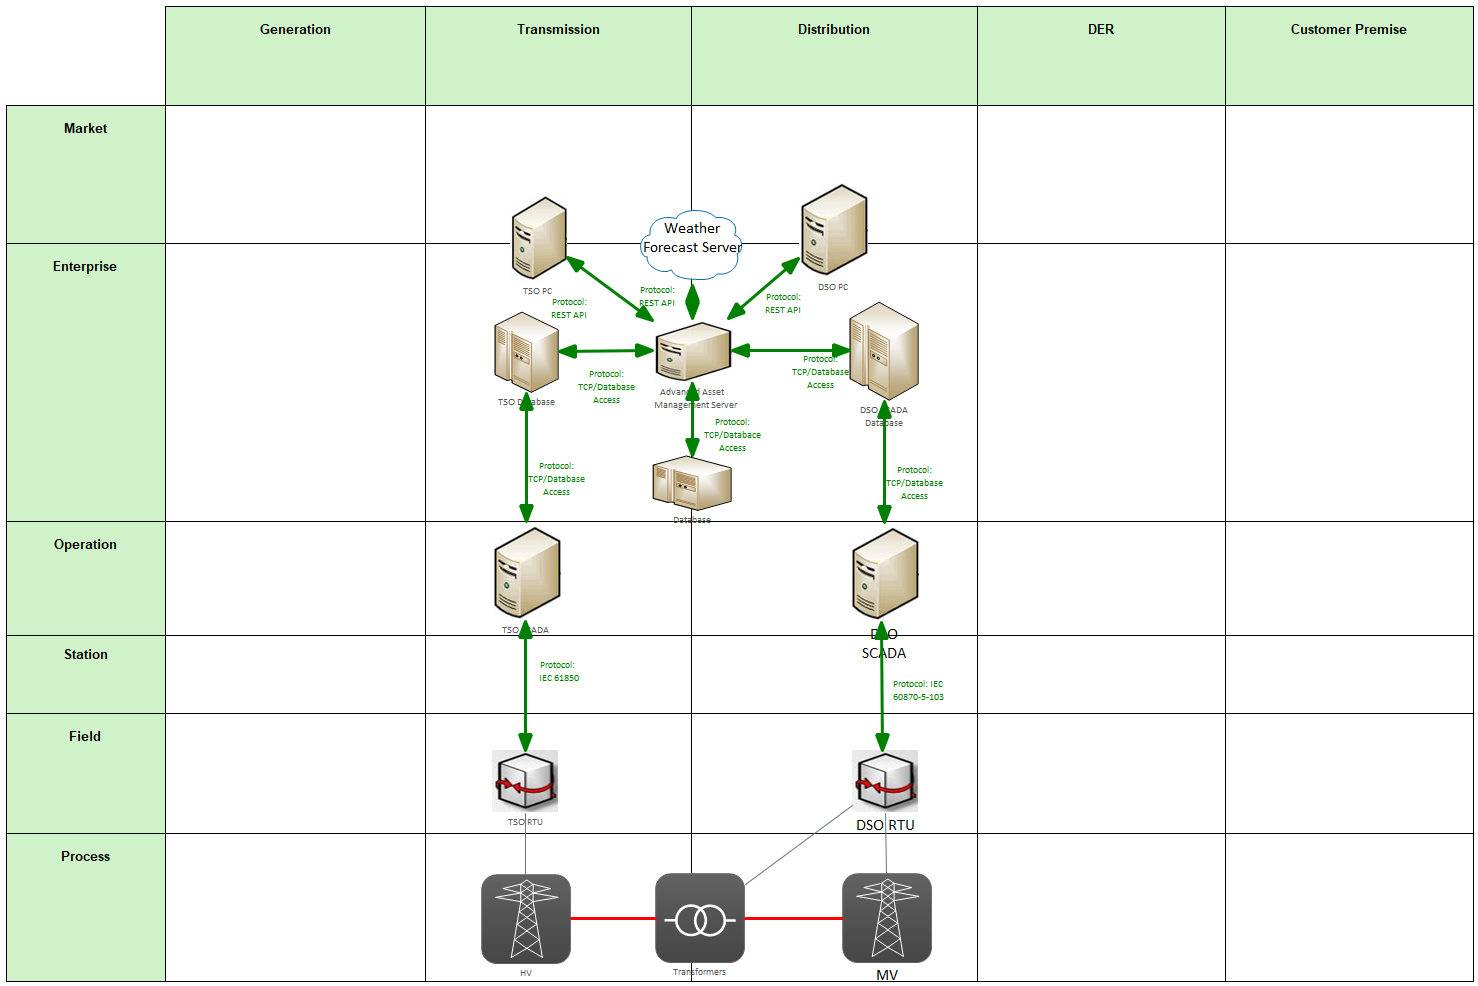 Generation
Transmission
Distribution
DER
Customer Premise
Market
Weather
Forecast Server
Enterprise
TSO PC
DSO PC
Protocol:
REST API
Protocol:
REST API
Protocol:
REST API
Protocol:
TCP/Database
Access
Protocol:
TCP/Database
Access
TSO Database
Advanced Asset
Management Server
DSO SCADA
Database
Protocol:
TCP/Databace
Access
Protocol:
TCP/Database
Access
Protocol:
TCP/Database
Access
Database
Operation
TSO SCADA
DSO
SCADA
Station
Protocol:
IEC 61850
Protocol: IEC
60870-5-103
Field
TSO RTU
DSO RTU
Process
HV
Transformers
MV